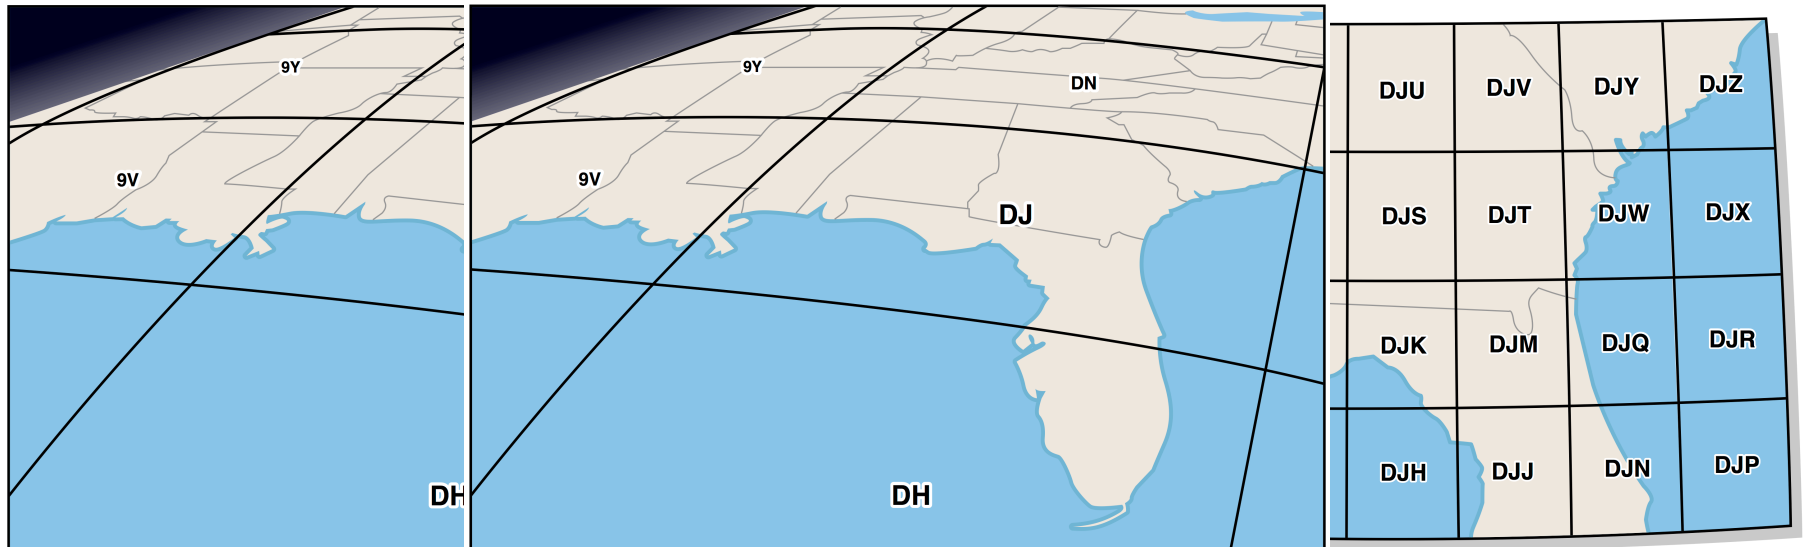 9Y
9V
DH
9Y
DN
9V
DJ
DH
DJU DJV DJY DJZ
DJS DJT DJW DJX
DJK DJM DJQ DJR
DJH DJJ DJN DJP